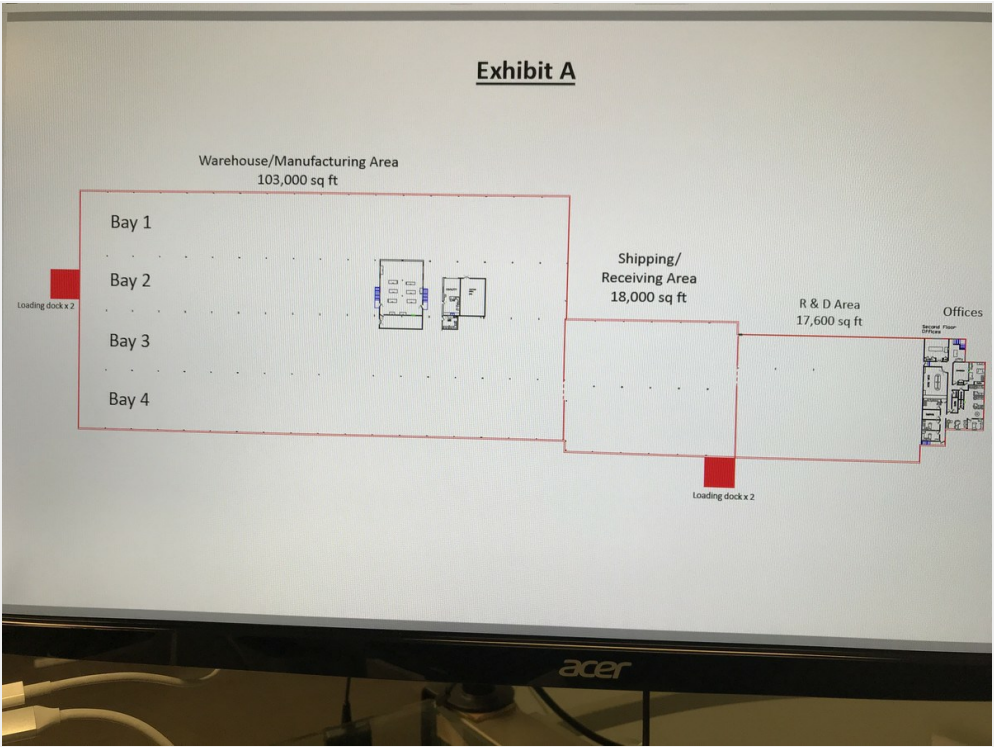 Exhibit A
Warehouse/Manufacturing Area
103,000 sq ft
Bay 1
Bay 2
Bay 3
Bay 4
Loading dock x 2
Shipping/
Receiving Area
18,000 sq ft
R & D Area
17,600 sq ft
Offices
Second Floor
Offices
Loading dock x 2
acer